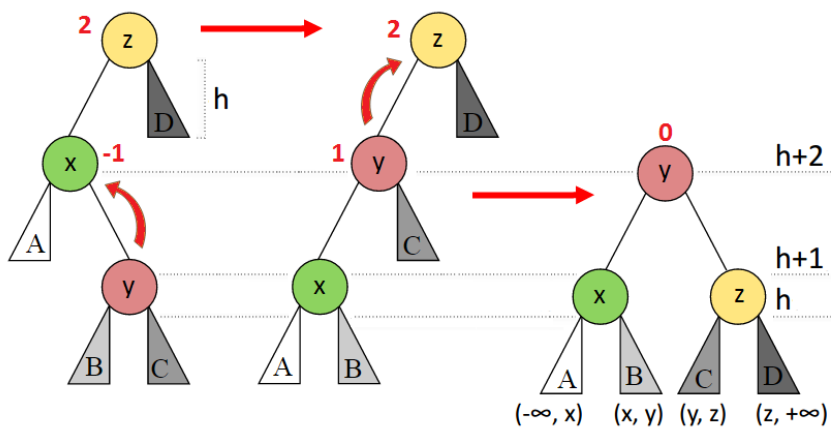 2 z
D
h
x -1
A
y
B C
2 z
D
1 y
C
x
A B
0
y
h+2
h+1
h
x z
A B C D
(-∞, x) (x, y) (y, z) (z, +∞)